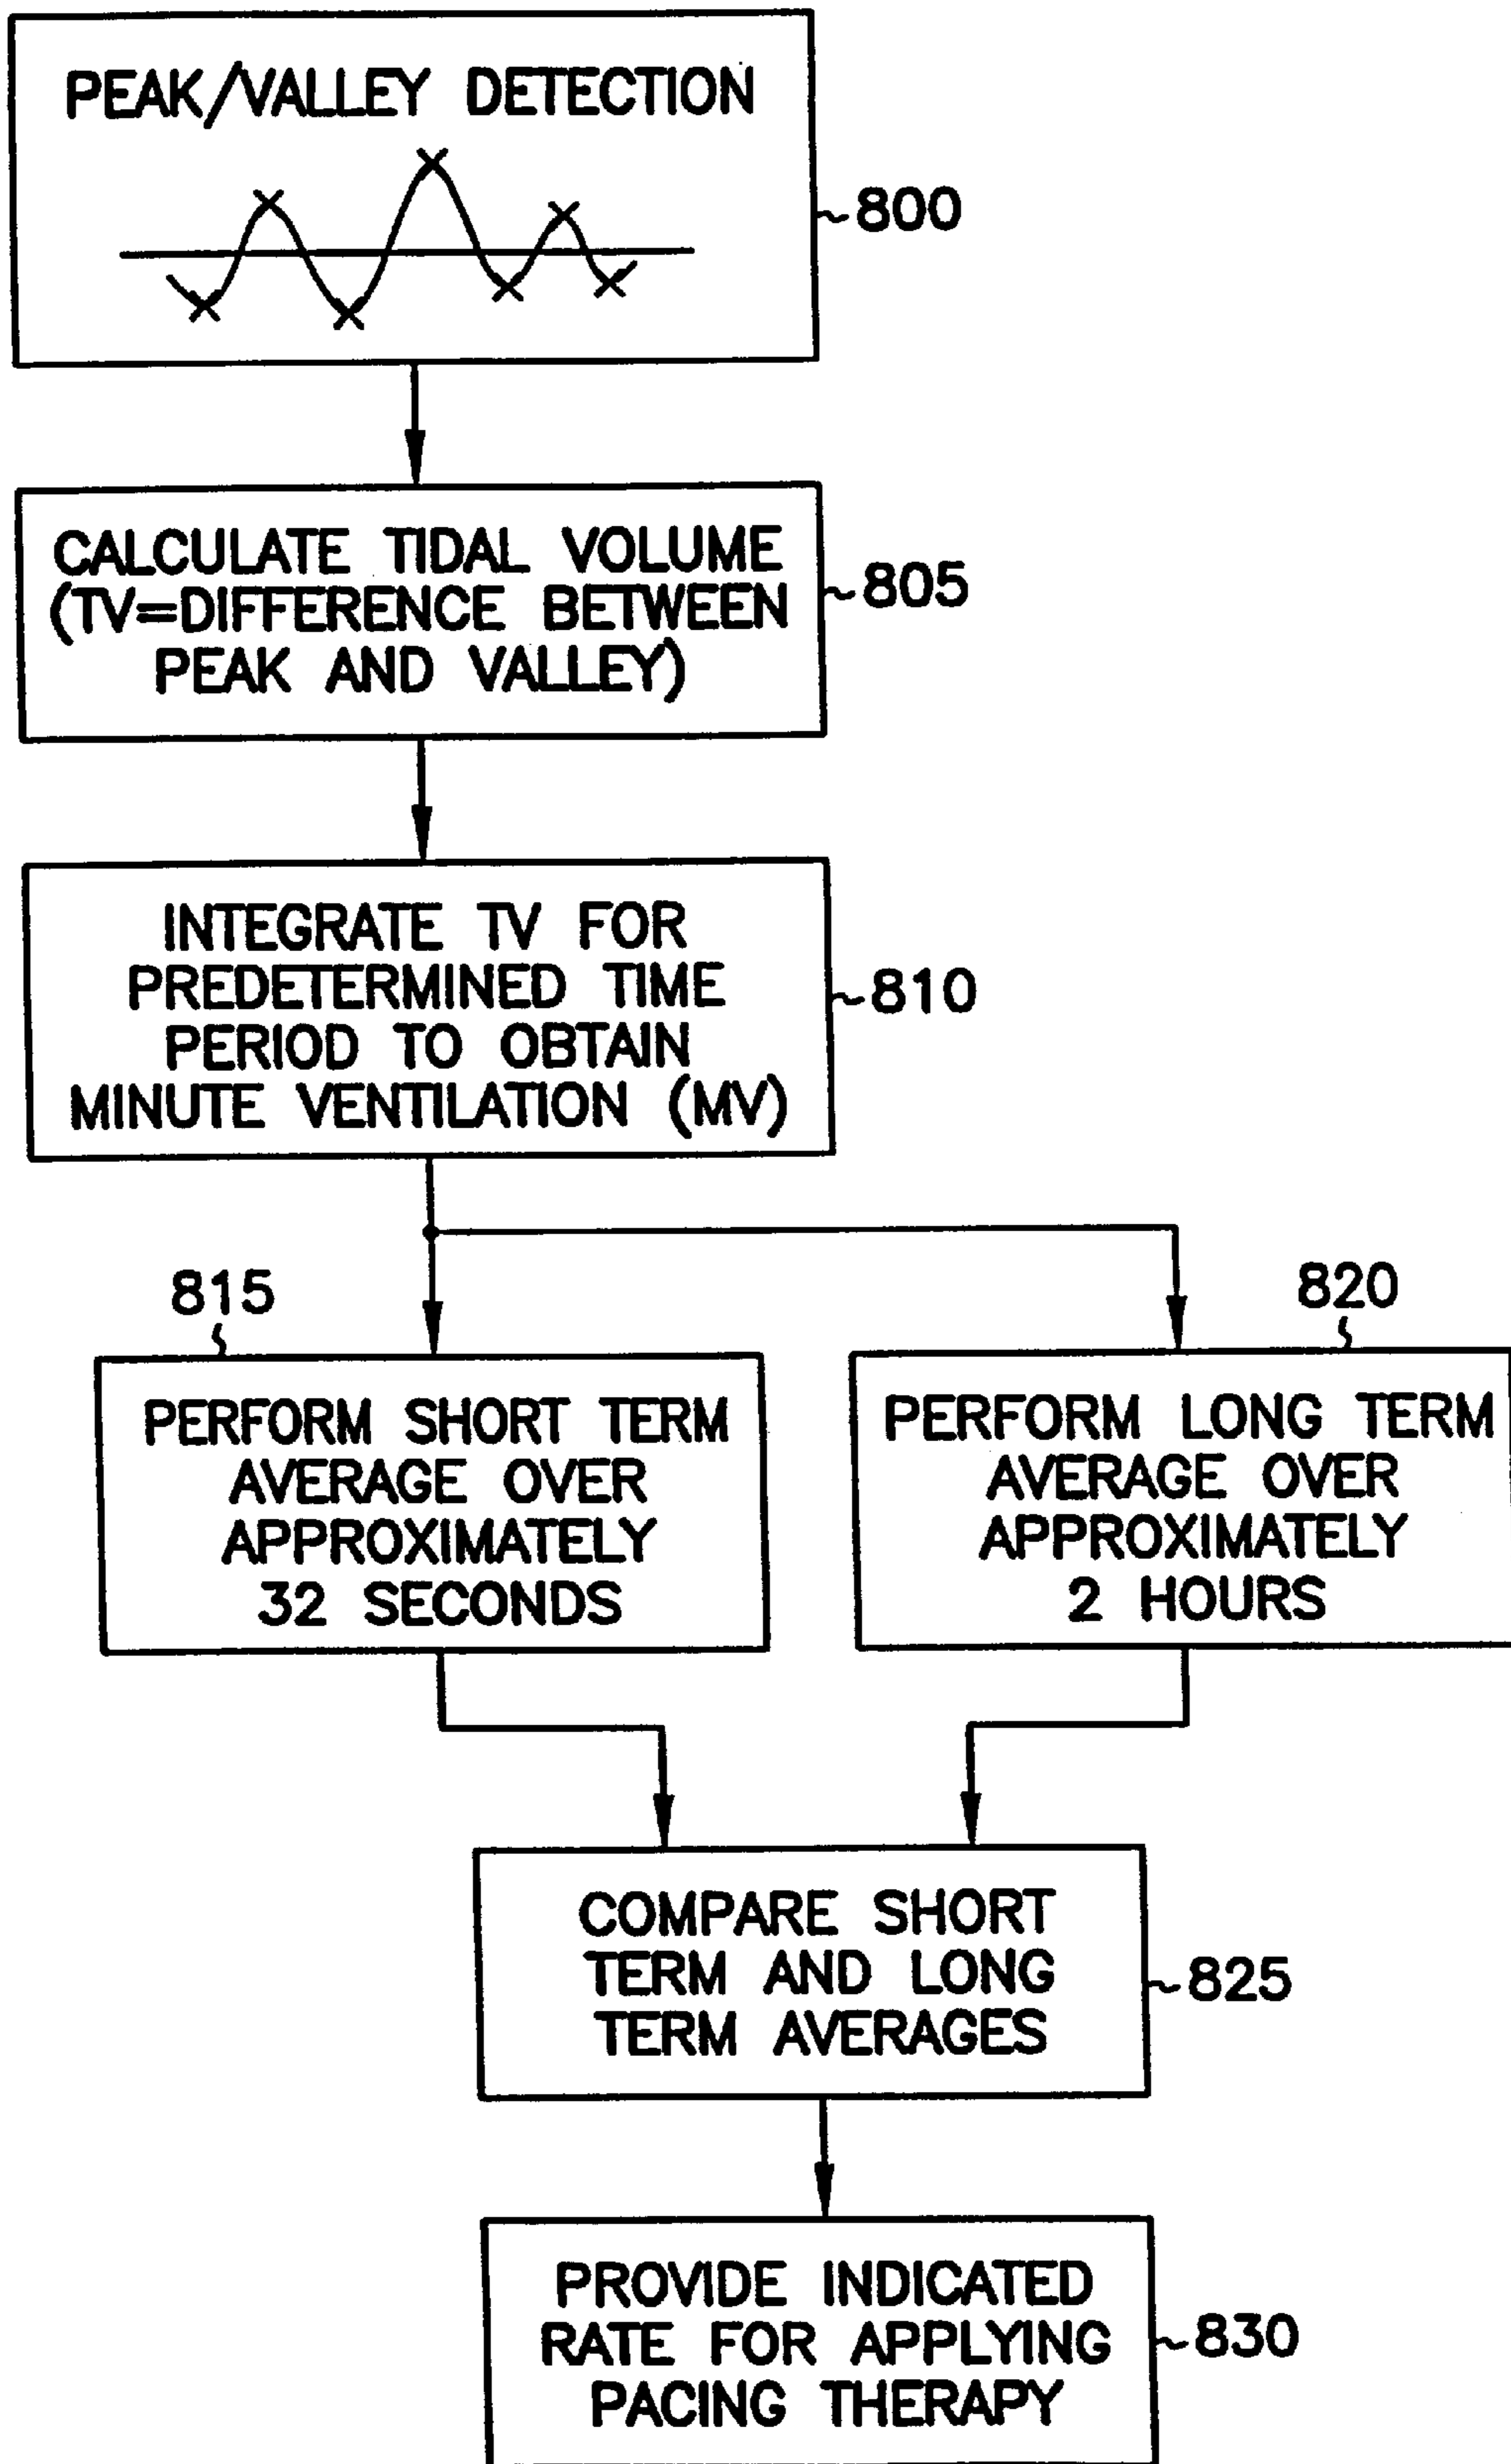 PEAK/VALLEY DETECTION
800
CALCULATE TIDAL VOLUME
(TV=DIFFERENCE BETWEEN
PEAK AND VALLEY)
805
INTEGRATE TV FOR
PREDETERMINED TIME
PERIOD TO OBTAIN
MINUTE VENTILATION (MV)
810
815
PERFORM SHORT TERM
AVERAGE OVER
APPROXIMATELY
32 SECONDS
820
PERFORM LONG TERM
AVERAGE OVER
APPROXIMATELY
2 HOURS
COMPARE SHORT
TERM AND LONG
TERM AVERAGES
825
PROVIDE INDICATED
RATE FOR APPLYING
PACING THERAPY
830